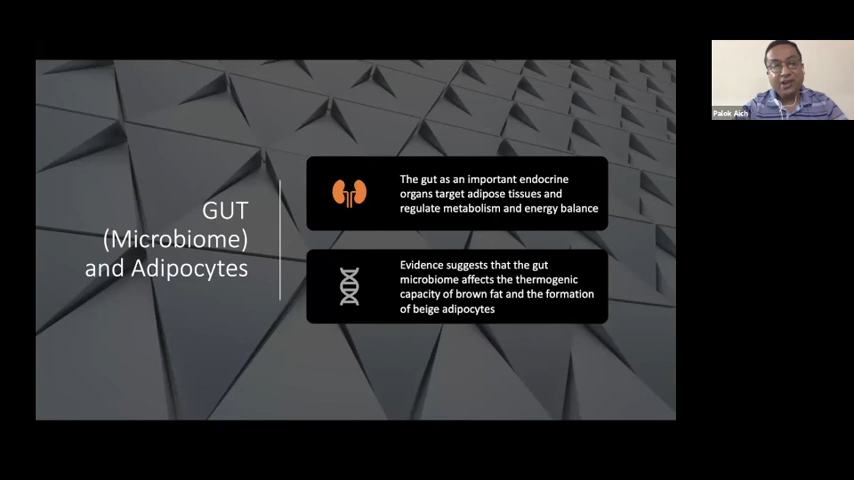 GUT
(Microbiome)
and Adipocytes
The gut as an important endocrine
organs target adipose tissues and
regulate metabolism and energy balance
Evidence suggests that the gut
microbiome affects the thermogenic
capacity of brown fat and the formation
of beige adipocytes
Palok Aich